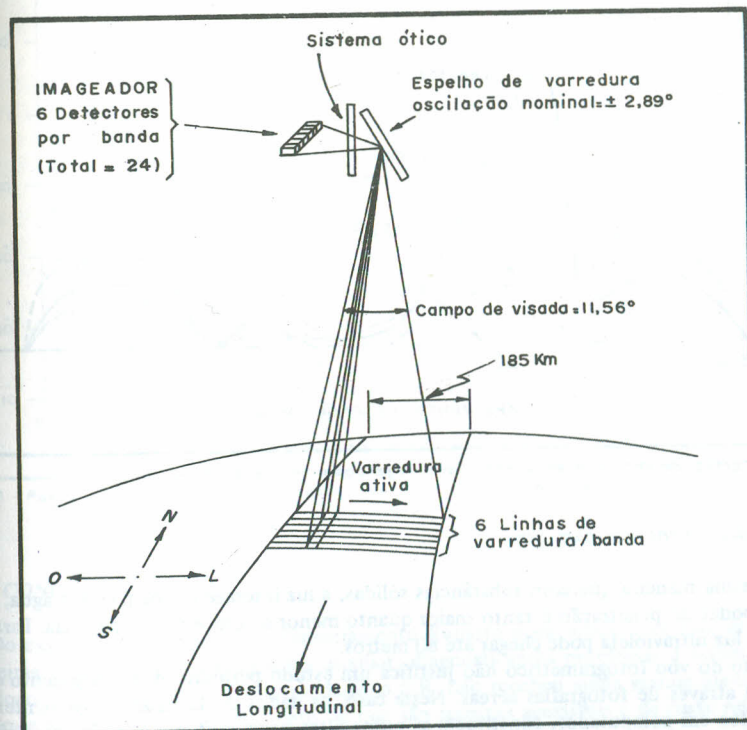 Sistema ótico
IMAGEADOR
6 Detectores
por banda
(Total = 24)
Espelho de varredura
oscilação nominal=± 2,89°
Campo de visada=11,56°
185 Km
Varredura
ativa
6 Linhas de
varredura/banda
N
O
L
S
Deslocamento
Longitudinal